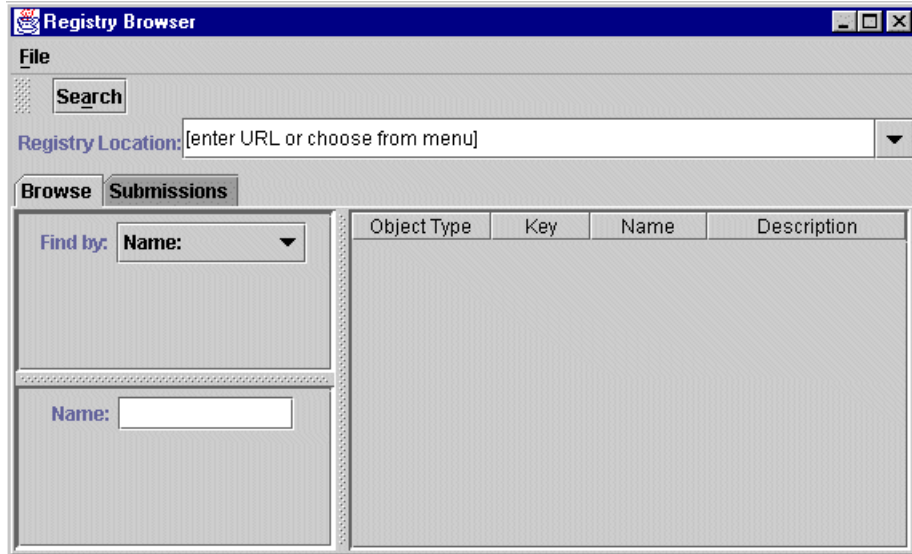 Registry Browser
File
Search
Registry Location: [enter URL or choose from menu]
Browse Submissions
Find by: Name:
Object Type Key Name Description
Name: